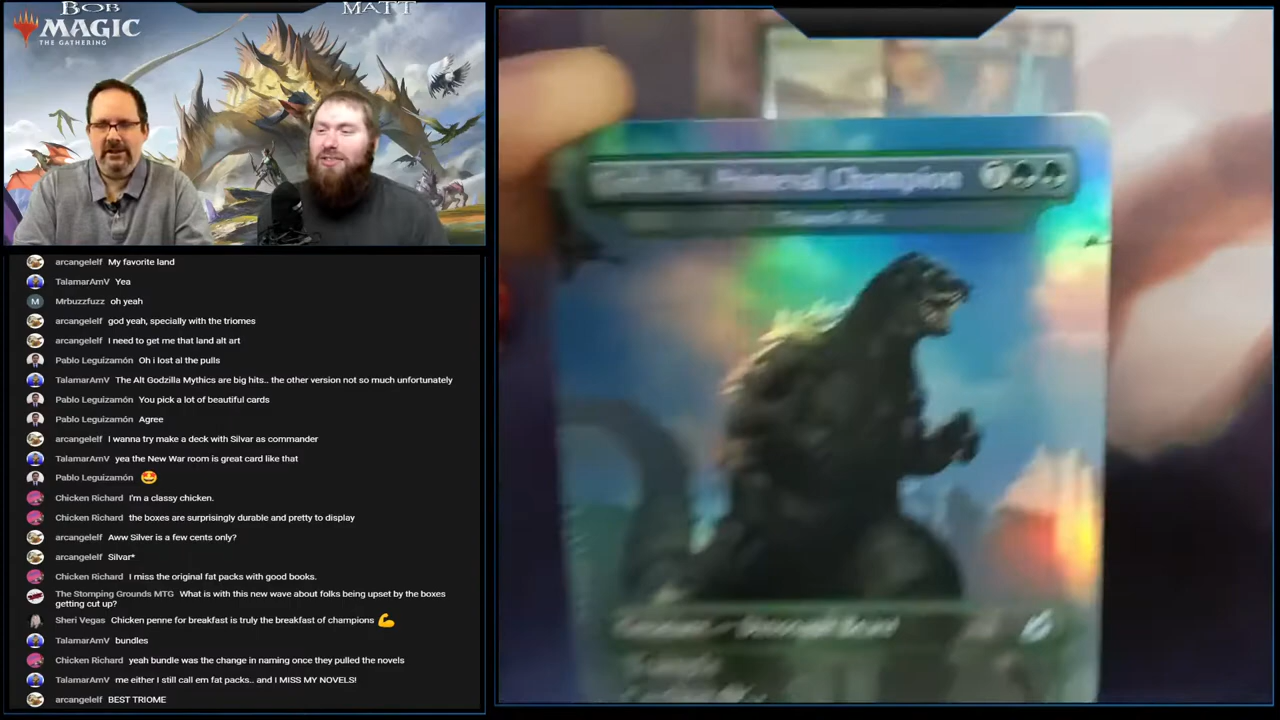 BOB
MATT
MAGIC
THE GATHERING
arcangelelf My favorite land
TalamarAmV Yea
M Mrbuzzfuzz oh yeah
arcangelelf god yeah, specially with the triomes
arcangelelf I need to get me that land alt art
Pablo Leguizamón Oh i lost al the pulls
TalamarAmV The Alt Godzilla Mythics are big hits.. the other version not so much unfortunately
Pablo Leguizamón You pick a lot of beautiful cards
Pablo Leguizamón Agree
arcangelelf I wanna try make a deck with Silvar as commander
TalamarAmV yea the New War room is great card like that
Pablo Leguizamón 🤩
Chicken Richard I'm a classy chicken.
Chicken Richard the boxes are surprisingly durable and pretty to display
arcangelelf Aww Silver is a few cents only?
arcangelelf Silvar*
Chicken Richard I miss the original fat packs with good books.
The Stomping Grounds MTG What is with this new wave about folks being upset by the boxes
getting cut up?
Sheri Vegas Chicken penne for breakfast is truly the breakfast of champions 💪
TalamarAmV bundles
Chicken Richard yeah bundle was the change in naming once they pulled the novels
TalamarAmV me either I still call em fat packs.. and I MISS MY NOVELS!
arcangelelf BEST TRIOME
Primeval Champion 7